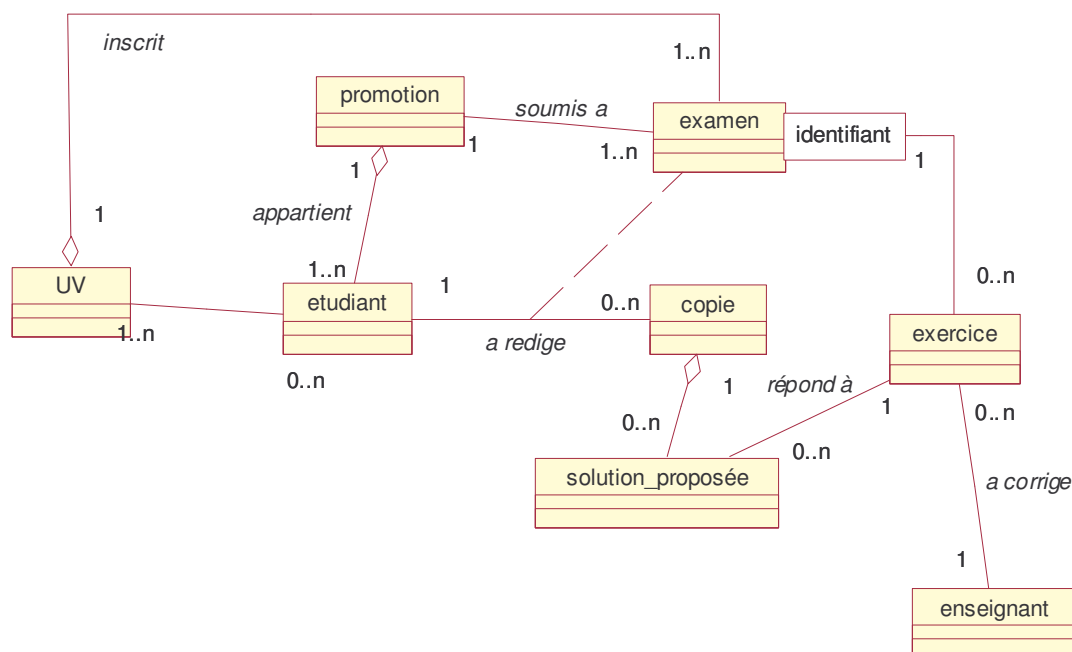 inscrit
1..n
promotion
soumis a
examen
identifiant
1
1..n
1
1
appartient
1
1..n
1
0..n
0..n
UV
etudiant
copie
exercice
1..n
a redige
0..n
1
répond à
1
0..n
0..n
0..n
solution_proposée
a corrige
1
enseignant